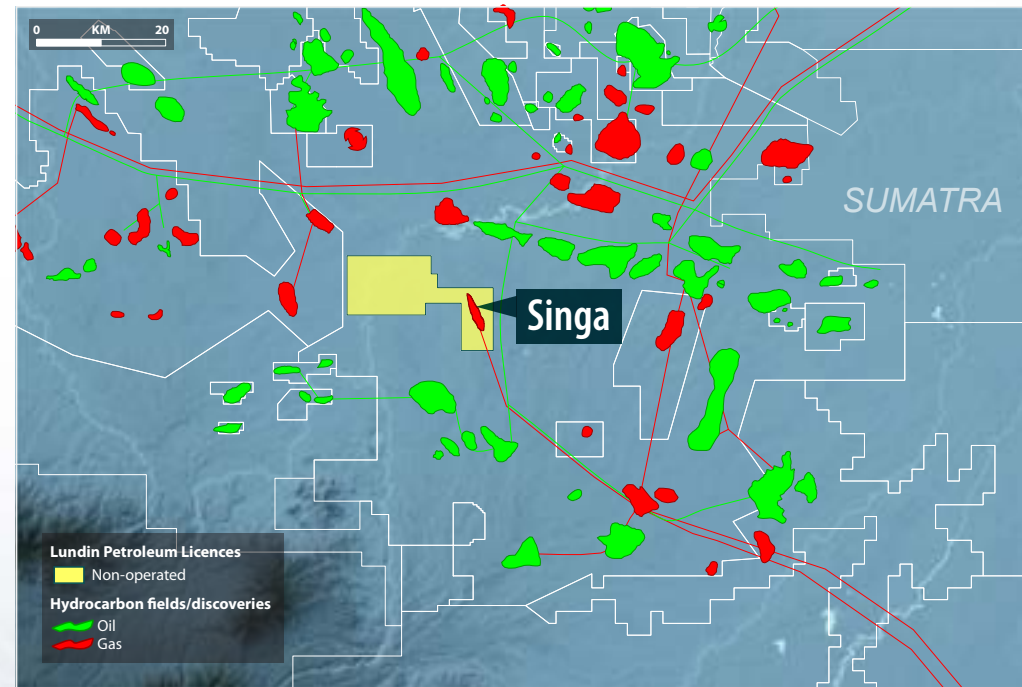 0 KM 20
SUMATRA
Singa
Lundin Petroleum Licences
Non-operated
Hydrocarbon fields/discoveries
Oil
Gas